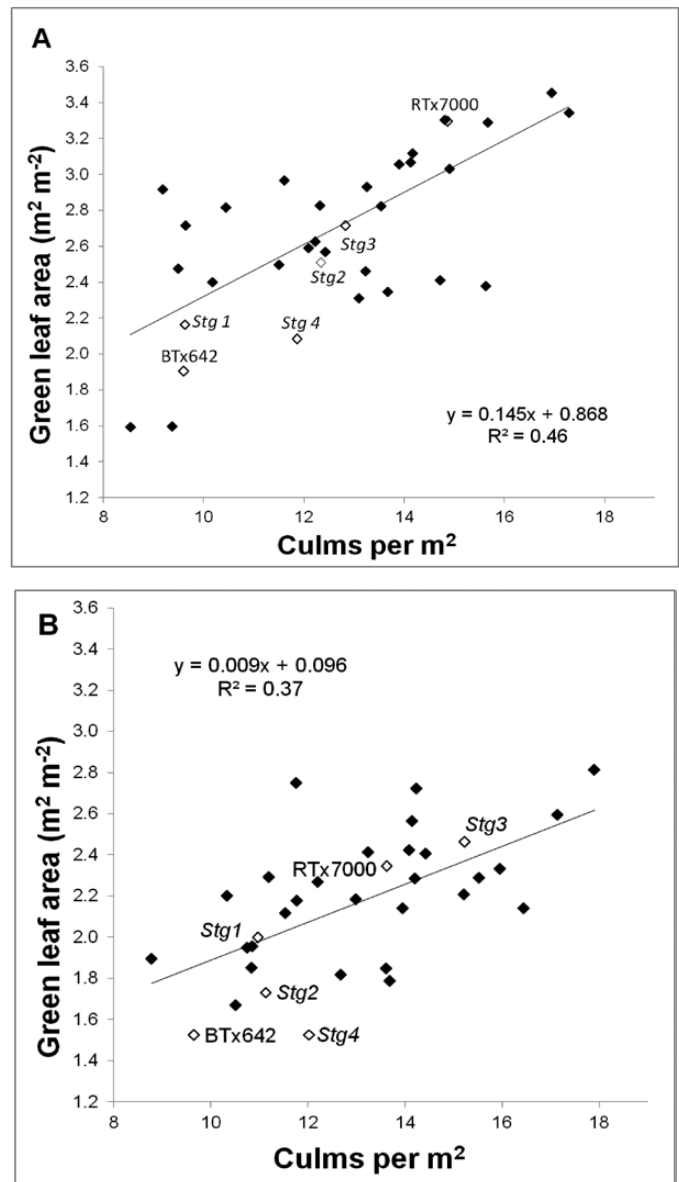 A
3.6
3.4
3.2
3.0
2.8
2.6
2.4
2.2
2.0
1.8
1.6
1.4
1.2
Green leaf area (m² m⁻²)
RTx7000
Stg3
Stg2
Stg 1
Stg 4
BTx642
y = 0.145x + 0.868
R² = 0.46
8 10 12 14 16 18
Culms per m²
B
3.6
3.4
3.2
3.0
2.8
2.6
2.4
2.2
2.0
1.8
1.6
1.4
1.2
Green leaf area (m² m⁻²)
y = 0.009x + 0.096
R² = 0.37
Stg3
RTx7000
Stg1
Stg2
BTx642 Stg4
8 10 12 14 16 18
Culms per m²